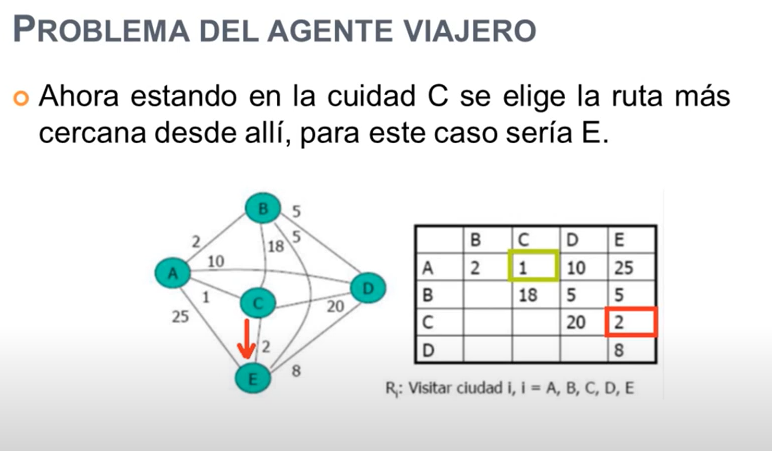 PROBLEMA DEL AGENTE VIAJERO
Ahora estando en la cuidad C se elige la ruta más
cercana desde allí, para este caso sería E.
B 5
2 18 5
10
A
1 C D
25 20
2
E 8
B C D E
A 2 1 10 25
B 18 5 5
C 20 2
D 8
Rᵢ: Visitar ciudad i, i = A, B, C, D, E